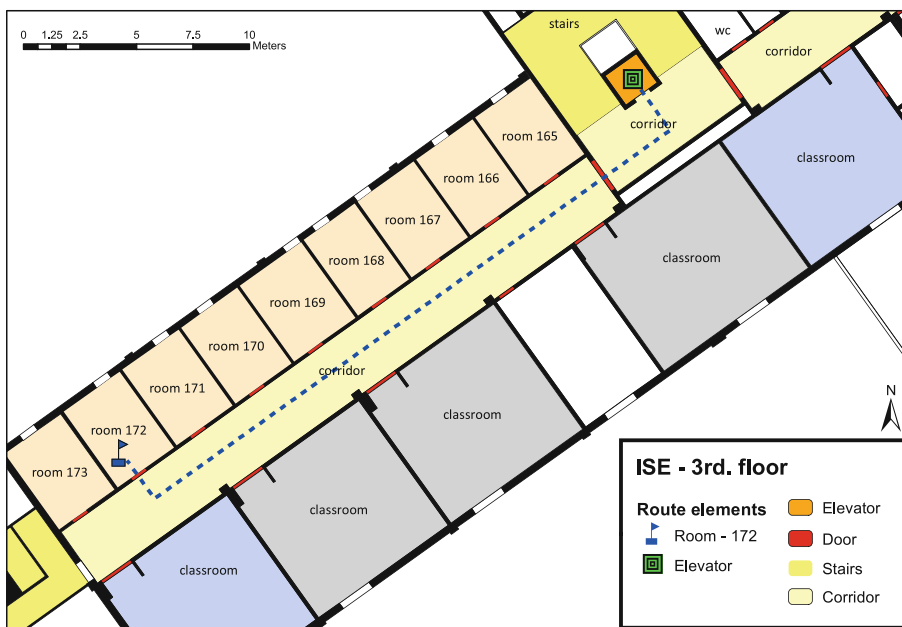 0 1.25 2.5 5 7.5 10
Meters
stairs
wc
corridor
corridor
room 165
classroom
room 166
room 167
room 168
classroom
room 169
room 170
corridor
room 171
classroom
room 172
room 173
classroom
classroom
N
ISE - 3rd. floor
Route elements
Room - 172
Elevator
Elevator
Door
Stairs
Corridor